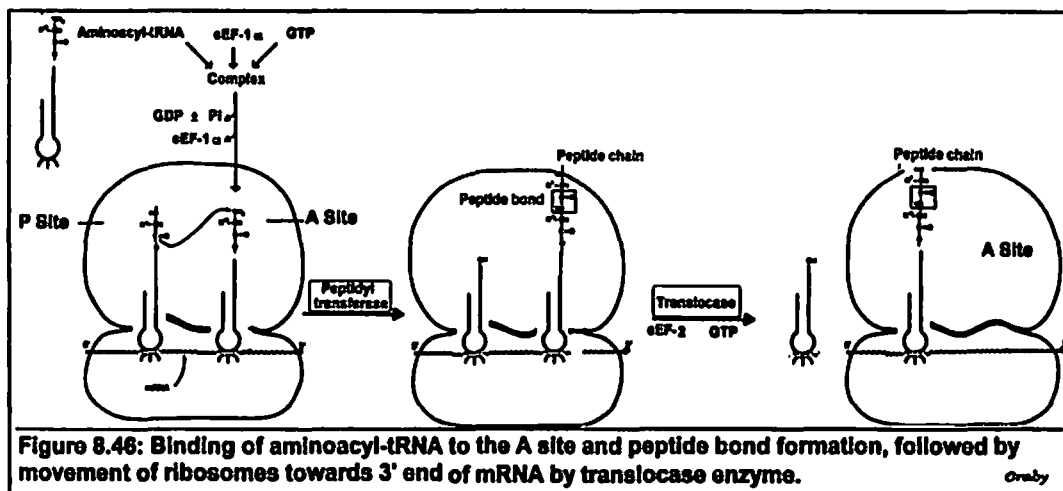 Aminoacyl-tRNA eEF-1α GTP
Complex
GDP ± Pi
eEF-1α
P Site
A Site
mRNA
Peptidyl
transferase
Peptide chain
Peptide bond
Translocase
eEF-2 GTP
Peptide chain
A Site
Figure 8.46: Binding of aminoacyl-tRNA to the A site and peptide bond formation, followed by
movement of ribosomes towards 3' end of mRNA by translocase enzyme.
Oraby